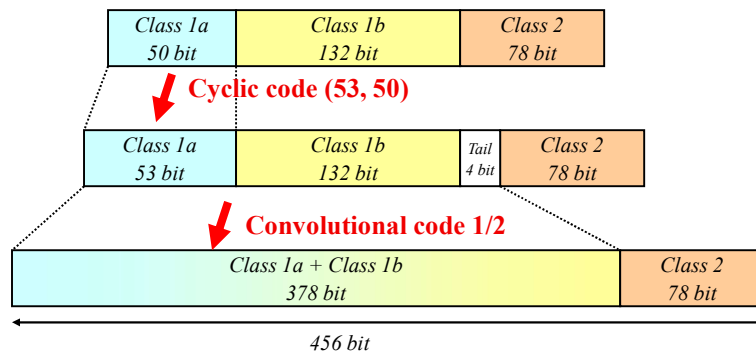 Class 1a
50 bit
Class 1b
132 bit
Class 2
78 bit
Cyclic code (53, 50)
Class 1a
53 bit
Class 1b
132 bit
Tail
4 bit
Class 2
78 bit
Convolutional code 1/2
Class 1a + Class 1b
378 bit
Class 2
78 bit
456 bit